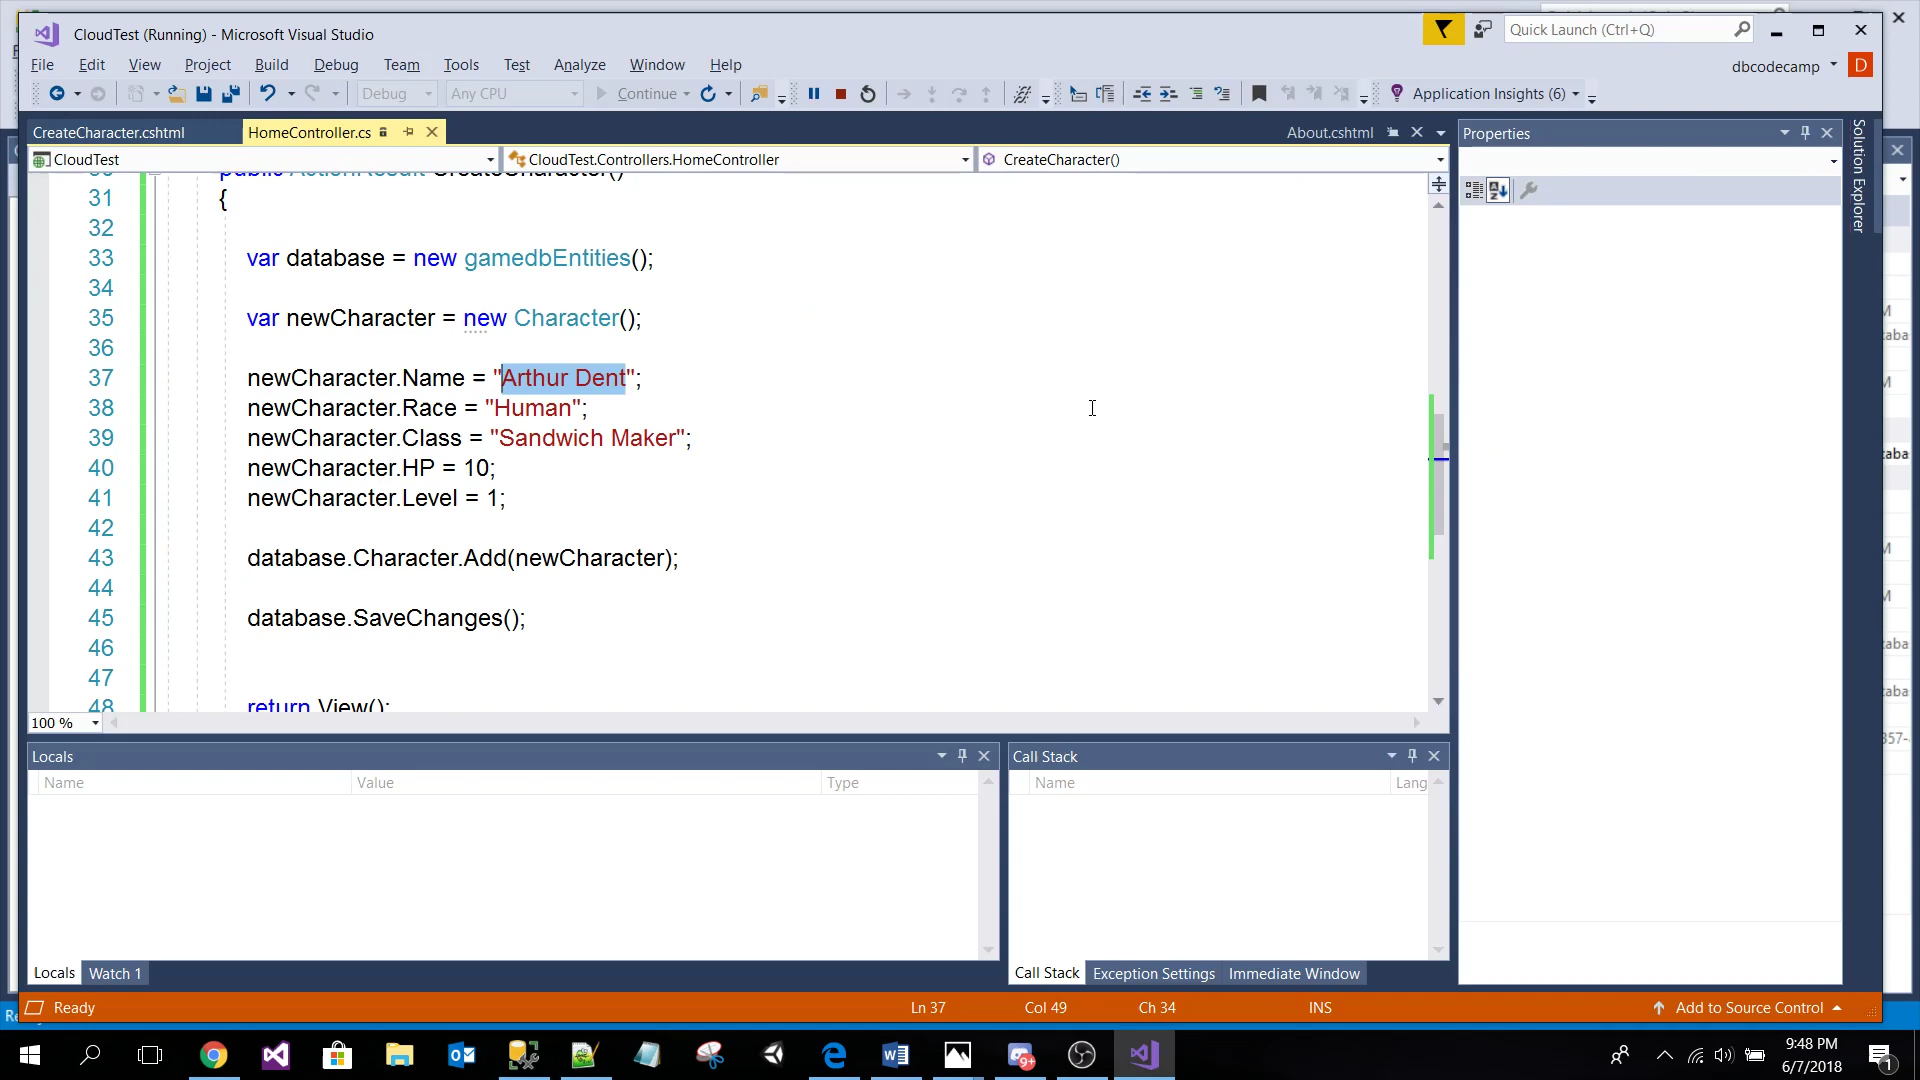 CloudTest (Running) - Microsoft Visual Studio
Quick Launch (Ctrl+Q)
File Edit View Project Build Debug Team Tools Test Analyze Window Help
dbcodecamp D
Debug Any CPU Continue Application Insights (6)
CreateCharacter.cshtml HomeController.cs About.cshtml
Properties
Solution Explorer
CloudTest CloudTest.Controllers.HomeController CreateCharacter()
public ActionResult CreateCharacter()
31 {
32
33 var database = new gamedbEntities();
34
35 var newCharacter = new Character();
36
37 newCharacter.Name = "Arthur Dent";
38 newCharacter.Race = "Human";
39 newCharacter.Class = "Sandwich Maker";
40 newCharacter.HP = 10;
41 newCharacter.Level = 1;
42
43 database.Character.Add(newCharacter);
44
45 database.SaveChanges();
46
47
48 return View();
100 %
Locals
Name Value Type
Call Stack
Name Lang
Locals Watch 1
Call Stack Exception Settings Immediate Window
Ready Ln 37 Col 49 Ch 34 INS Add to Source Control
9+
9:48 PM
6/7/2018
1